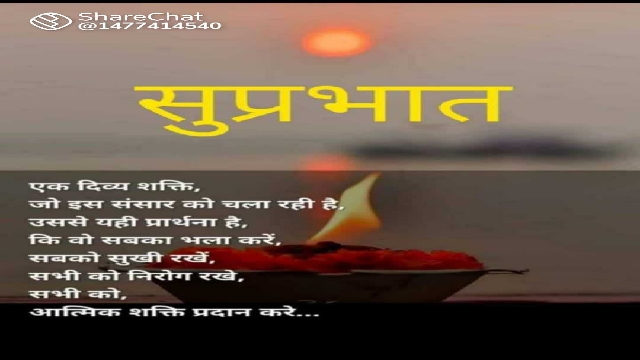 ShareChat
@1477414540
सुप्रभात
एक दिव्य शक्ति,
जो इस संसार को चला रही है,
उससे यही प्रार्थना है,
कि वो सबका भला करें,
सबको सुखी रखें,
सभी को निरोग रखे,
सभी को,
आत्मिक शक्ति प्रदान करे...